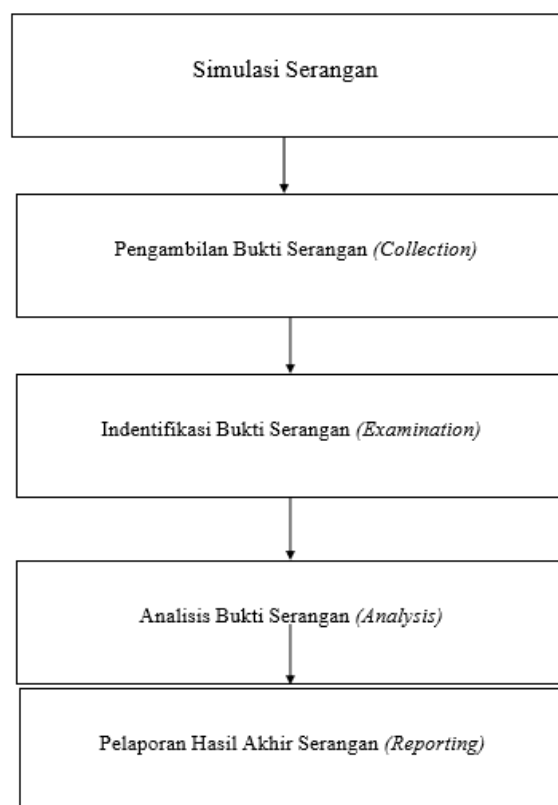 Simulasi Serangan
Pengambilan Bukti Serangan (Collection)
Indentifikasi Bukti Serangan (Examination)
Analisis Bukti Serangan (Analysis)
Pelaporan Hasil Akhir Serangan (Reporting)